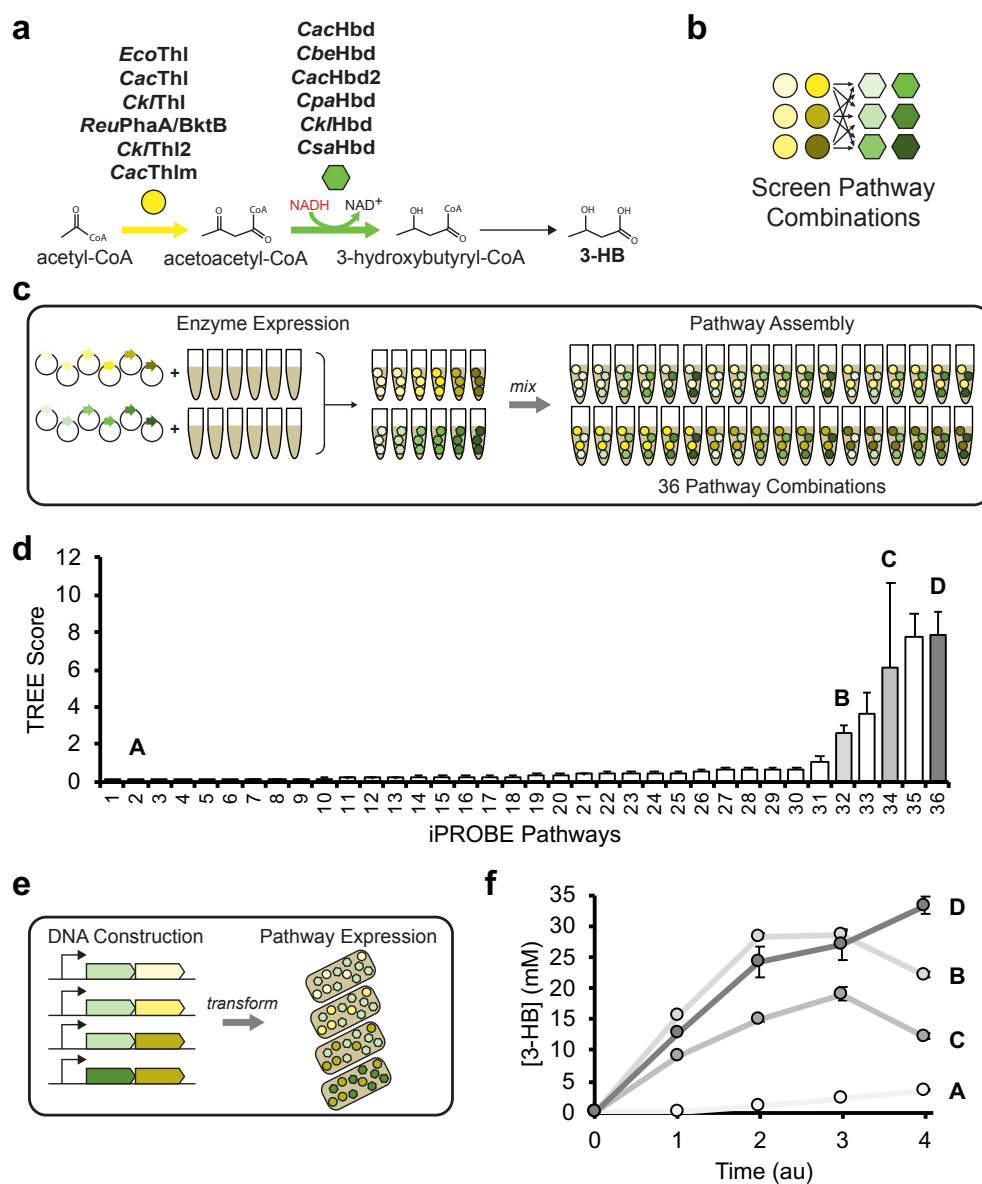 a
EcoThl
CacThl
CklThl
ReuPhaA/BktB
CklThl2
CacThlm
CacHbd
CbeHbd
CacHbd2
CpaHbd
CklHbd
CsaHbd
NADH
NAD+
O
CoA
O
CoA
O
OH
CoA
O
OH
OH
O
acetyl-CoA
acetoacetyl-CoA
3-hydroxybutyryl-CoA
3-HB
b
Screen Pathway
Combinations
c
Enzyme Expression
Pathway Assembly
+
+
mix
36 Pathway Combinations
d
TREE Score
12
10
8
6
4
2
0
A
B
C
D
1 2 3 4 5 6 7 8 9 10 11 12 13 14 15 16 17 18 19 20 21 22 23 24 25 26 27 28 29 30 31 32 33 34 35 36
iPROBE Pathways
e
DNA Construction
Pathway Expression
transform
f
[3-HB] (mM)
35
30
25
20
15
10
5
0
D
B
C
A
0 1 2 3 4
Time (au)